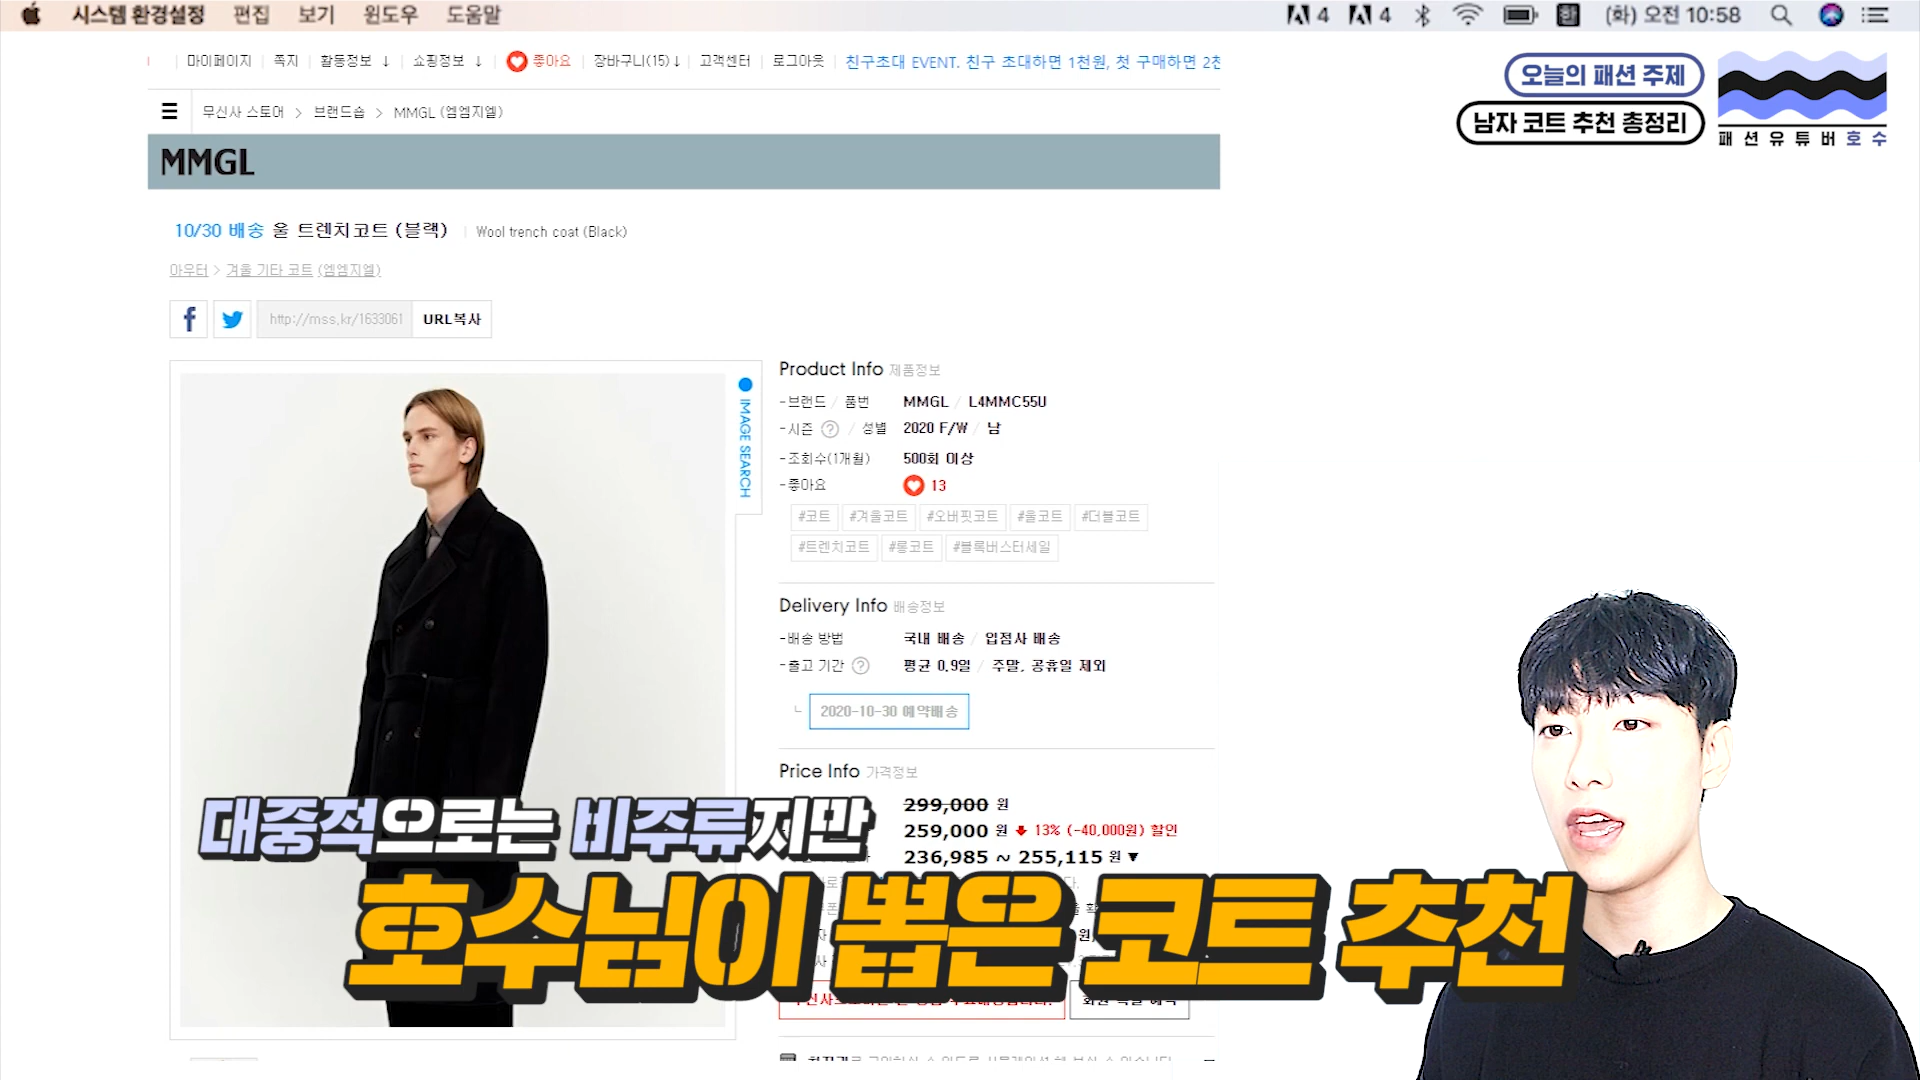 시스템 환경설정 편집 보기 윈도우 도움말 4 4 한 (화) 오전 10:58
마이페이지 쪽지 활동정보 ↓ 쇼핑정보 ↓ 좋아요 장바구니(15)↓ 고객센터 로그아웃 친구초대 EVENT. 친구 초대하면 1천원, 첫 구매하면 2천
오늘의 패션 주제
남자 코트 추천 총정리
패션유튜버호수
무신사 스토어 > 브랜드숍 > MMGL (엠엠지엘)
MMGL
10/30 배송 울 트렌치코트 (블랙) Wool trench coat (Black)
아우터 > 겨울 기타 코트 (엠엠지엘)
http://mss.kr/1633061 URL복사
IMAGE SEARCH
Product Info 제품정보
-브랜드 / 품번 MMGL / L4MMC55U
-시즌 ? / 성별 2020 F/W / 남
-조회수(1개월) 500회 이상
-좋아요 13
#코트 #겨울코트 #오버핏코트 #울코트 #더블코트
#트렌치코트 #롱코트 #블록버스터세일
Delivery Info 배송정보
-배송 방법 국내 배송 / 입점사 배송
-출고 기간 ? 평균 0.9일 / 주말, 공휴일 제외
2020-10-30 예약배송
Price Info 가격정보
299,000 원
259,000 원 13% (-40,000원) 할인
236,985 ~ 255,115 원 ▼
대중적으로는 비주류지만
호수님이 뽑은 코트 추천